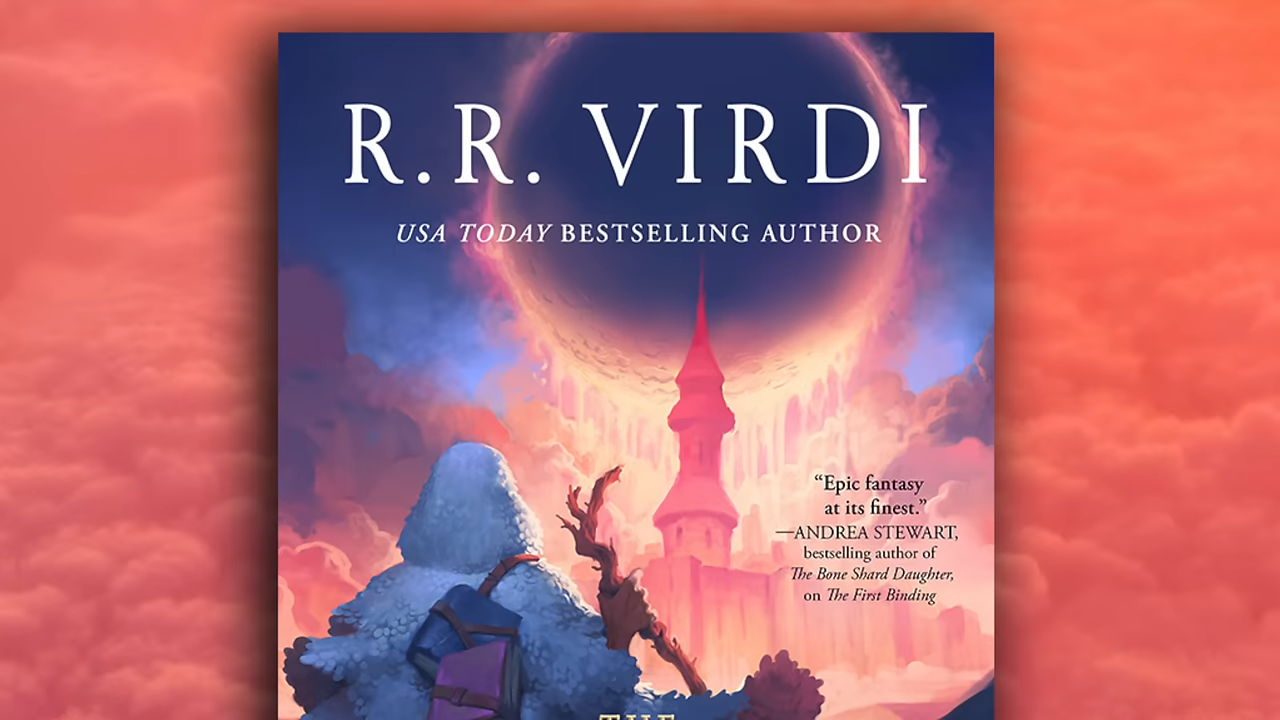 R.R. VIRDI
USA TODAY BESTSELLING AUTHOR
“Epic fantasy
at its finest.”
—ANDREA STEWART,
bestselling author of
The Bone Shard Daughter,
on The First Binding
THE